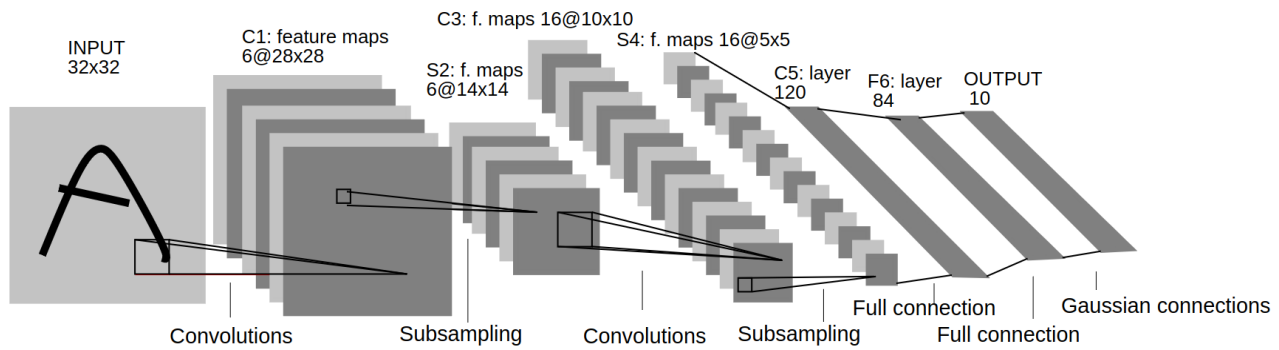 INPUT
32x32
C1: feature maps
6@28x28
S2: f. maps
6@14x14
C3: f. maps 16@10x10
S4: f. maps 16@5x5
C5: layer
120
F6: layer
84
OUTPUT
10
Convolutions
Subsampling
Convolutions
Subsampling
Full connection
Full connection
Gaussian connections